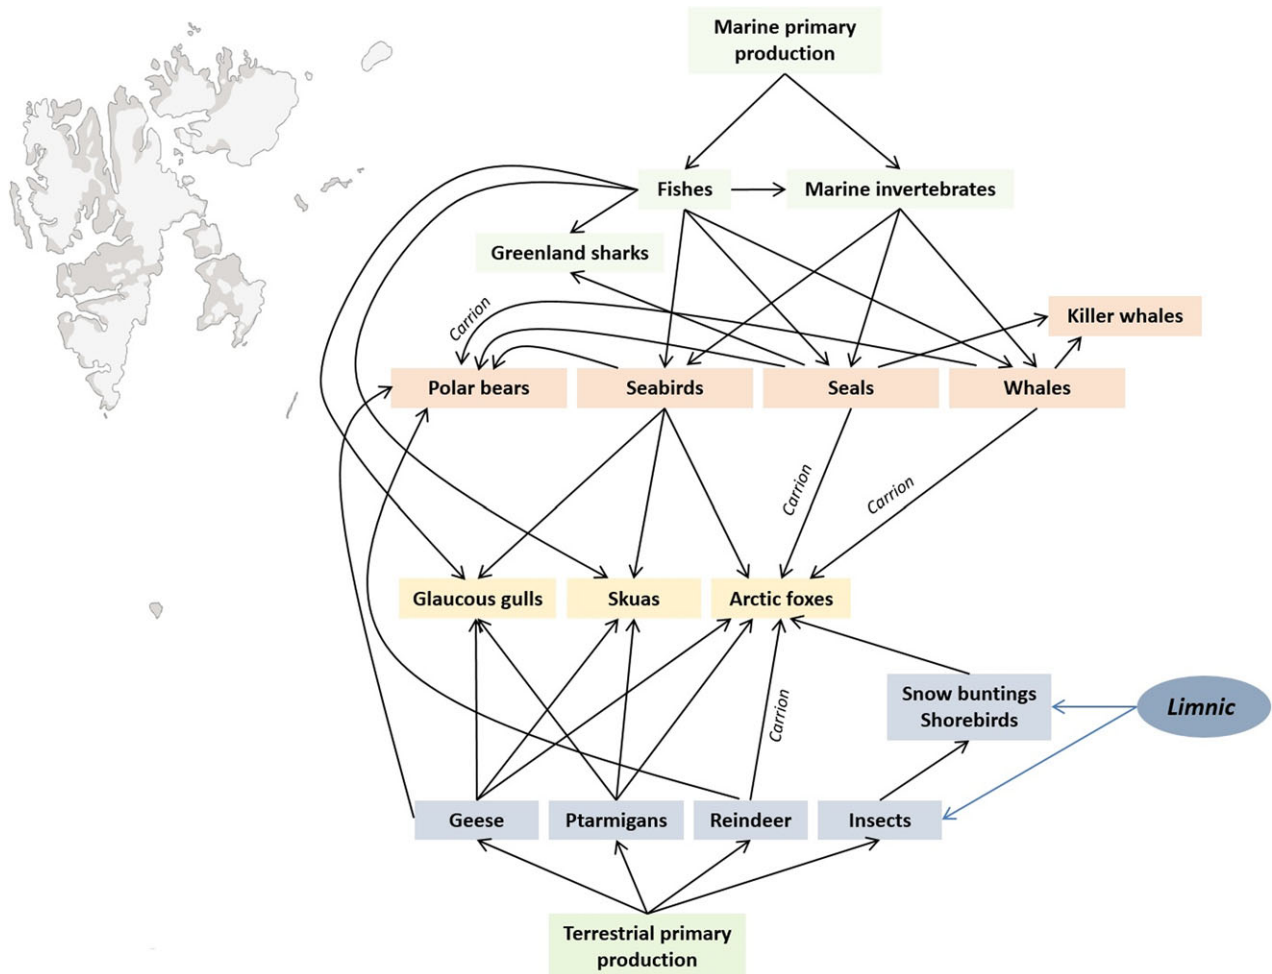 Marine primary
production
Fishes
Marine invertebrates
Greenland sharks
Carrion
Killer whales
Polar bears
Seabirds
Seals
Whales
Carrion
Carrion
Glaucous gulls
Skuas
Arctic foxes
Carrion
Snow buntings
Shorebirds
Limnic
Geese
Ptarmigans
Reindeer
Insects
Terrestrial primary
production